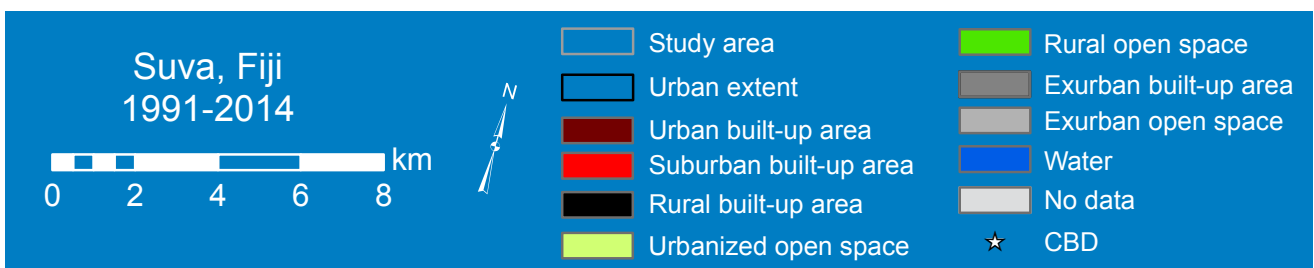 Suva, Fiji
1991-2014
km
0 2 4 6 8
N
Study area
Urban extent
Urban built-up area
Suburban built-up area
Rural built-up area
Urbanized open space
Rural open space
Exurban built-up area
Exurban open space
Water
No data
CBD